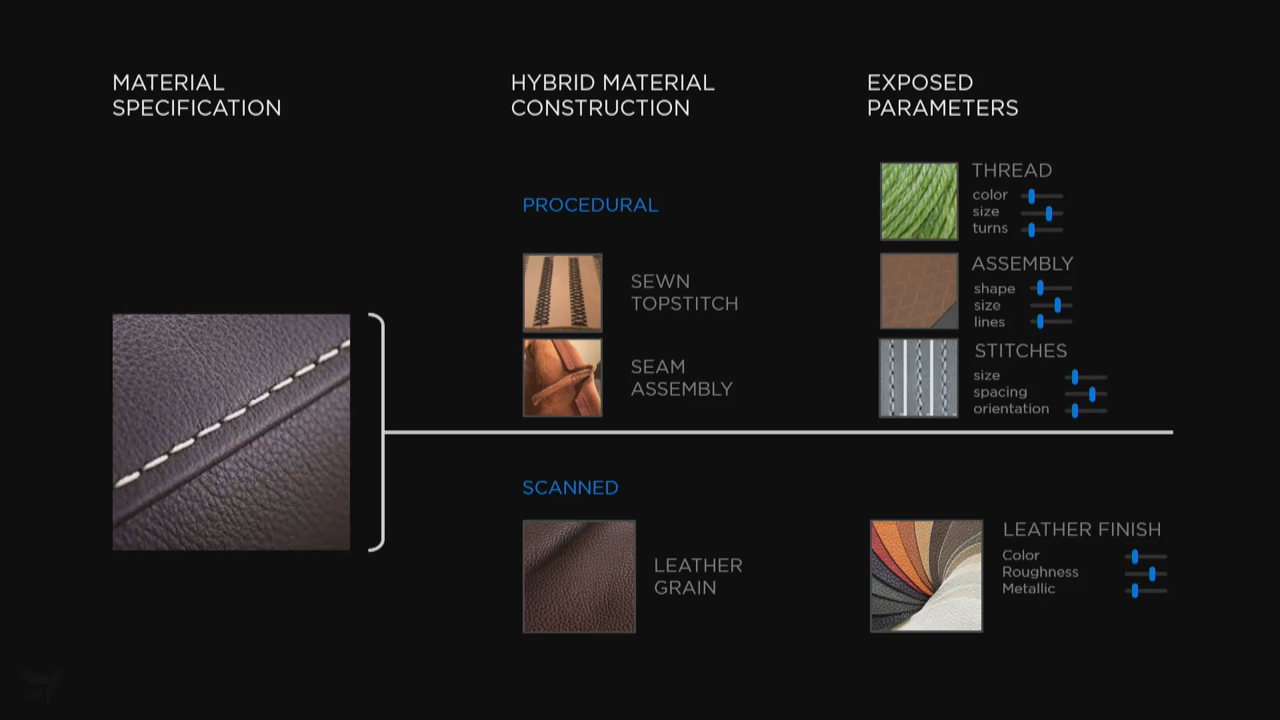 MATERIAL
SPECIFICATION
HYBRID MATERIAL
CONSTRUCTION
EXPOSED
PARAMETERS
PROCEDURAL
SEWN
TOPSTITCH
SEAM
ASSEMBLY
THREAD
color
size
turns
ASSEMBLY
shape
size
lines
STITCHES
size
spacing
orientation
SCANNED
LEATHER
GRAIN
LEATHER FINISH
Color
Roughness
Metallic